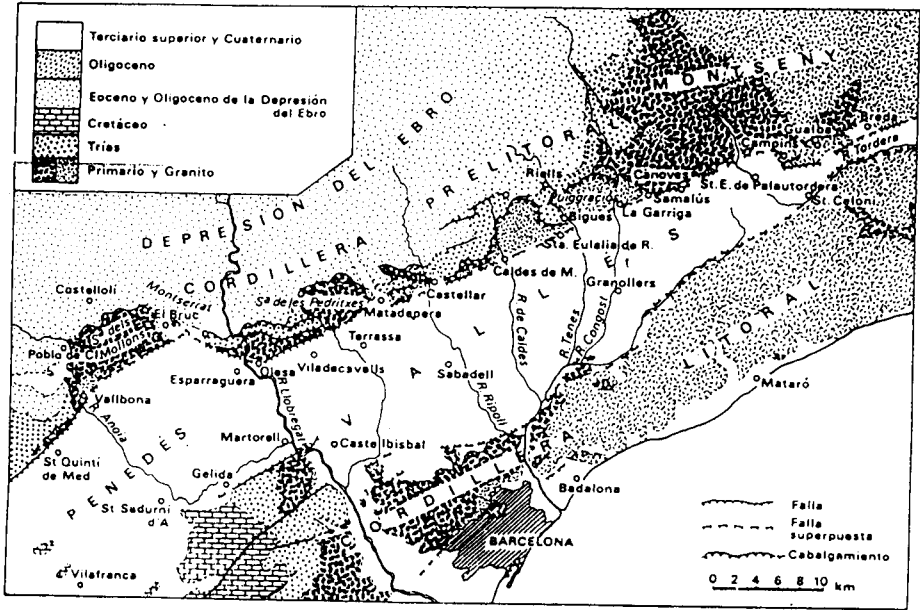 Terciario superior y Cuaternario
Oligoceno
Eoceno y Oligoceno de la Depresión
del Ebro
Cretáceo
Trías
Primario y Granito
MONTSENY
DEPRESION DEL EBRO
CORDILLERA PRELITORAL
Breda
Gualba
Campins
R Tordera
Riells
Cànoves
St. E. de Palautordera
Puiggraciós
Samalús
St. Celoni
Bigues
La Garriga
Sta. Eulalia de R.
Castellolí
Montserrat
Caldes de M.
Granollers
El Bruc
Sª de les Pedritxes
Castellar
Matadepera
R de Caldes
R Tenes
R Congost
Pobla de Cl
Terrassa
VALLES
LITORAL
Viladecavalls
Sabadell
Mataró
Esparraguera
Olesa
R Ripoll
Vallbona
R Anoia
R Llobregat
Martorell
Castellbisbal
PENEDES
CORDILLERA
St Quintí
de Med
Gelida
Badalona
St Sadurní
d'A
Vilafranca
BARCELONA
Falla
Falla
superpuesta
Cabalgamiento
0 2 4 6 8 10 km